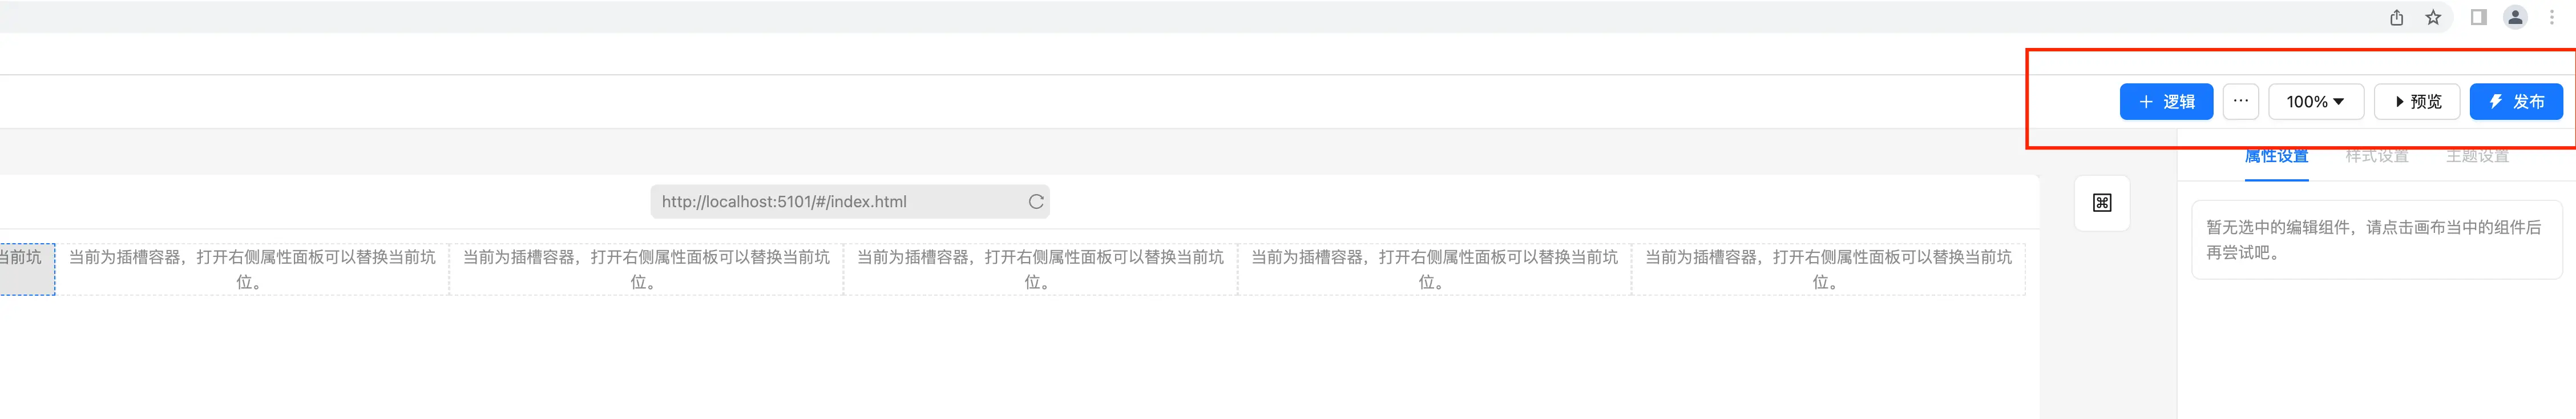 + 逻辑
···
100%
预览
发布
属性设置
样式设置
主题设置
http://localhost:5101/#/index.html
暂无选中的编辑组件，请点击画布当中的组件后
再尝试吧。
当前坑
当前为插槽容器，打开右侧属性面板可以替换当前坑
位。
当前为插槽容器，打开右侧属性面板可以替换当前坑
位。
当前为插槽容器，打开右侧属性面板可以替换当前坑
位。
当前为插槽容器，打开右侧属性面板可以替换当前坑
位。
当前为插槽容器，打开右侧属性面板可以替换当前坑
位。